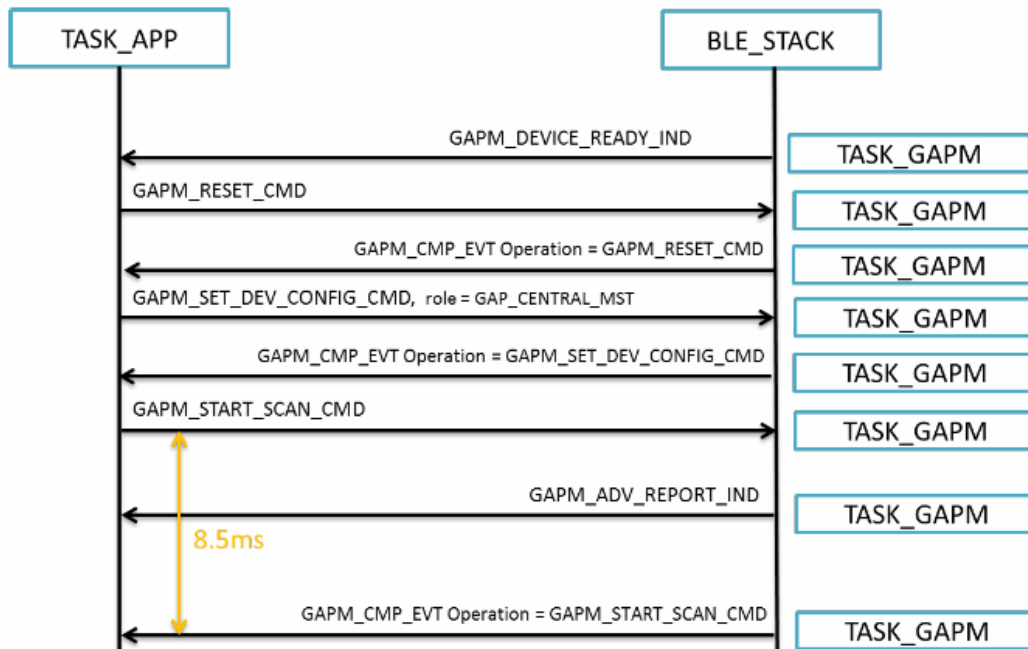 TASK_APP
BLE_STACK
GAPM_DEVICE_READY_IND
TASK_GAPM
GAPM_RESET_CMD
TASK_GAPM
GAPM_CMP_EVT Operation = GAPM_RESET_CMD
TASK_GAPM
GAPM_SET_DEV_CONFIG_CMD, role = GAP_CENTRAL_MST
TASK_GAPM
GAPM_CMP_EVT Operation = GAPM_SET_DEV_CONFIG_CMD
TASK_GAPM
GAPM_START_SCAN_CMD
TASK_GAPM
GAPM_ADV_REPORT_IND
TASK_GAPM
8.5ms
GAPM_CMP_EVT Operation = GAPM_START_SCAN_CMD
TASK_GAPM